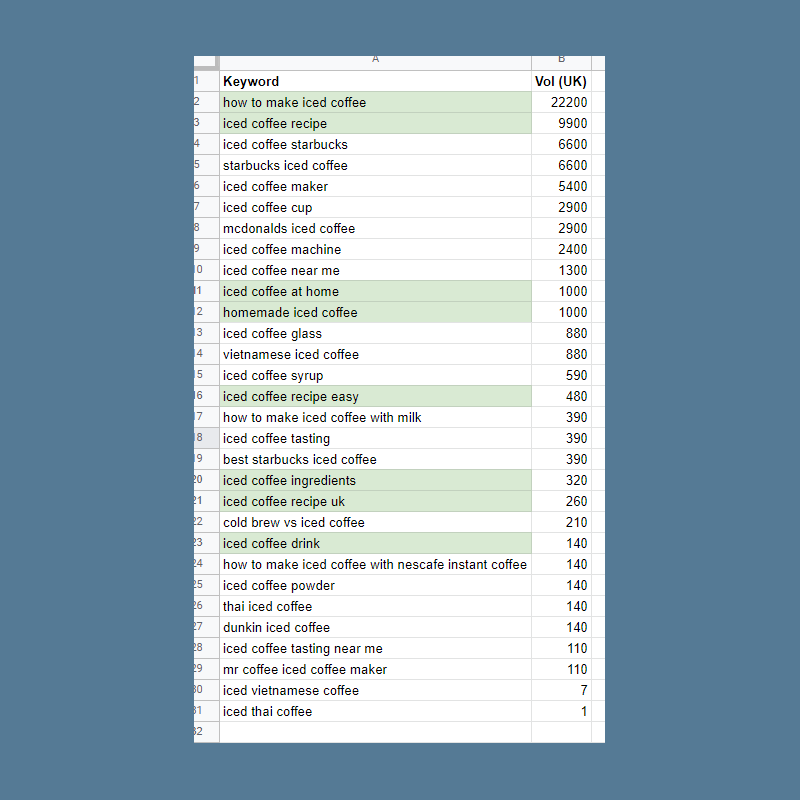 A B
1 Keyword Vol (UK)
2 how to make iced coffee 22200
3 iced coffee recipe 9900
4 iced coffee starbucks 6600
5 starbucks iced coffee 6600
6 iced coffee maker 5400
7 iced coffee cup 2900
8 mcdonalds iced coffee 2900
9 iced coffee machine 2400
10 iced coffee near me 1300
11 iced coffee at home 1000
12 homemade iced coffee 1000
13 iced coffee glass 880
14 vietnamese iced coffee 880
15 iced coffee syrup 590
16 iced coffee recipe easy 480
17 how to make iced coffee with milk 390
18 iced coffee tasting 390
19 best starbucks iced coffee 390
20 iced coffee ingredients 320
21 iced coffee recipe uk 260
22 cold brew vs iced coffee 210
23 iced coffee drink 140
24 how to make iced coffee with nescafe instant coffee 140
25 iced coffee powder 140
26 thai iced coffee 140
27 dunkin iced coffee 140
28 iced coffee tasting near me 110
29 mr coffee iced coffee maker 110
30 iced vietnamese coffee 7
31 iced thai coffee 1
32